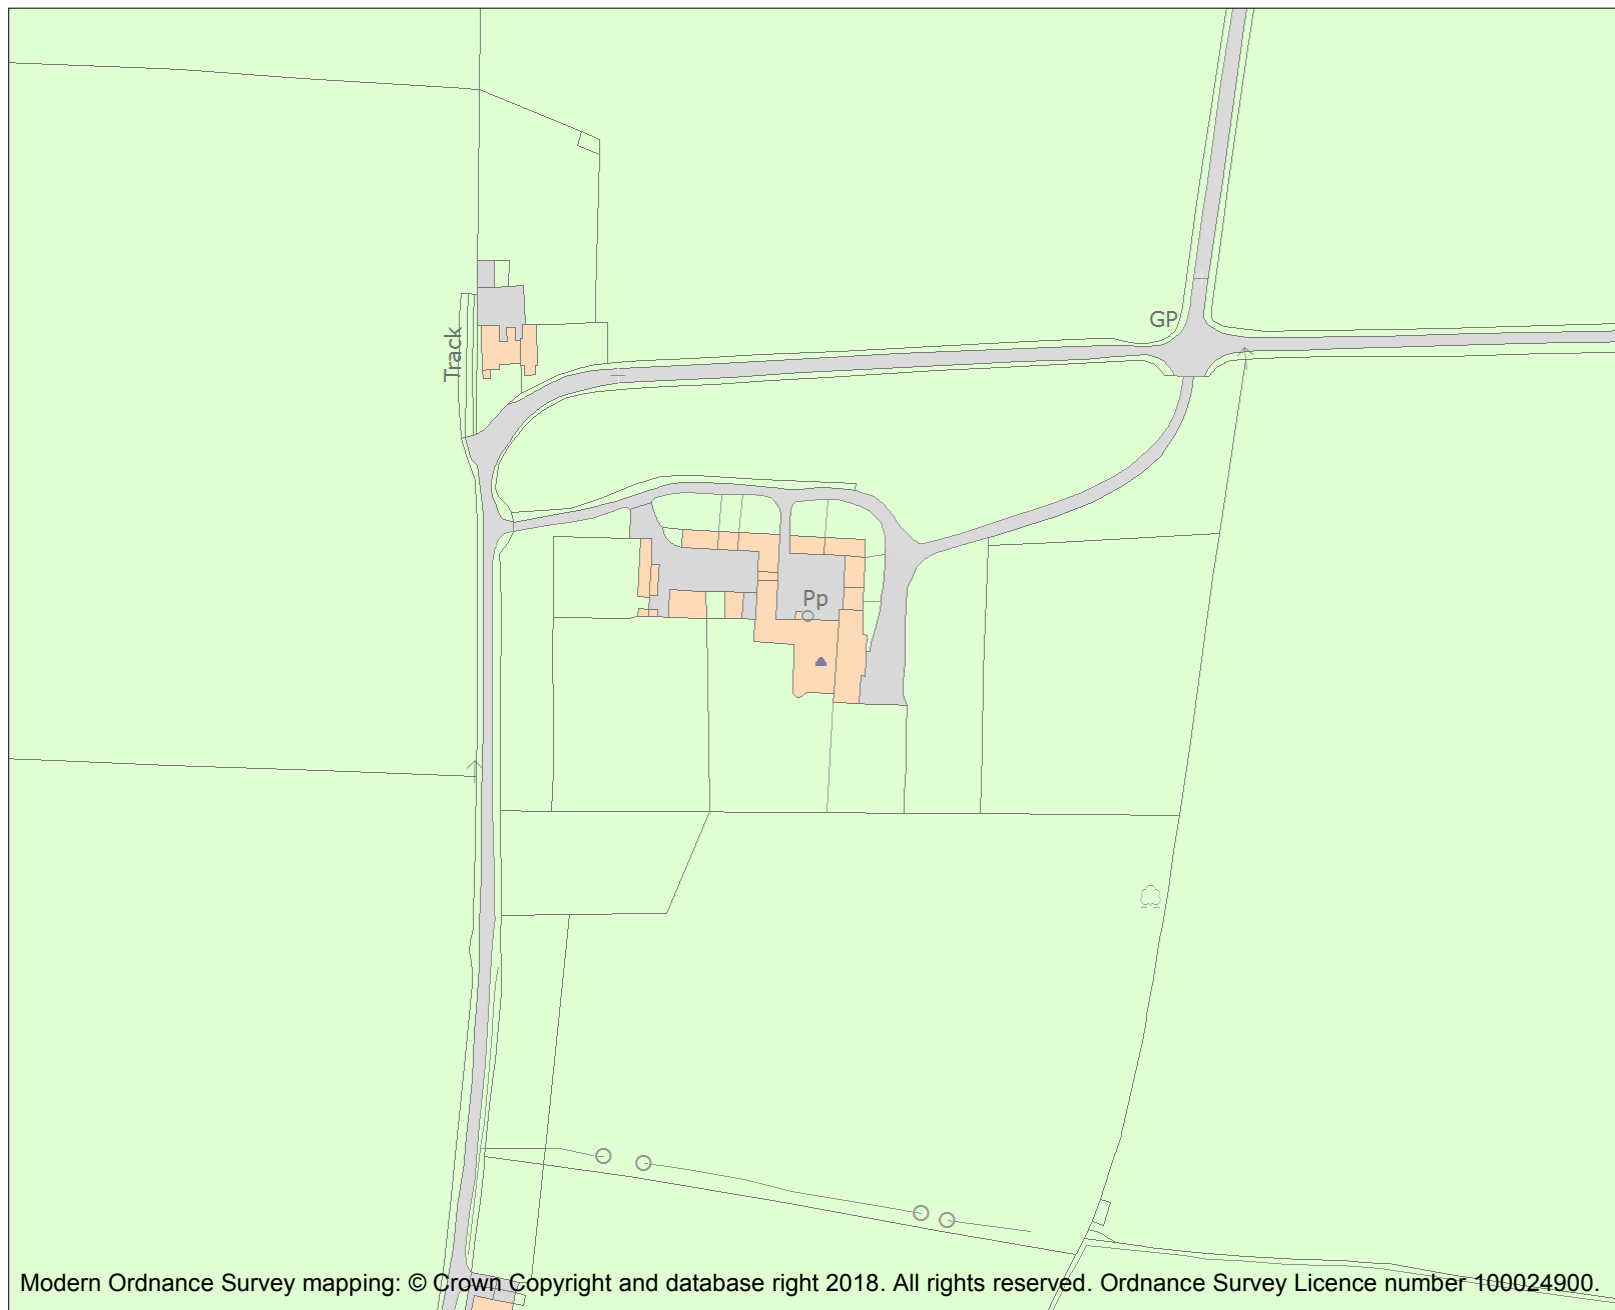 GP
Track
Pp
Modern Ordnance Survey mapping: © Crown Copyright and database right 2018. All rights reserved. Ordnance Survey Licence number 100024900.